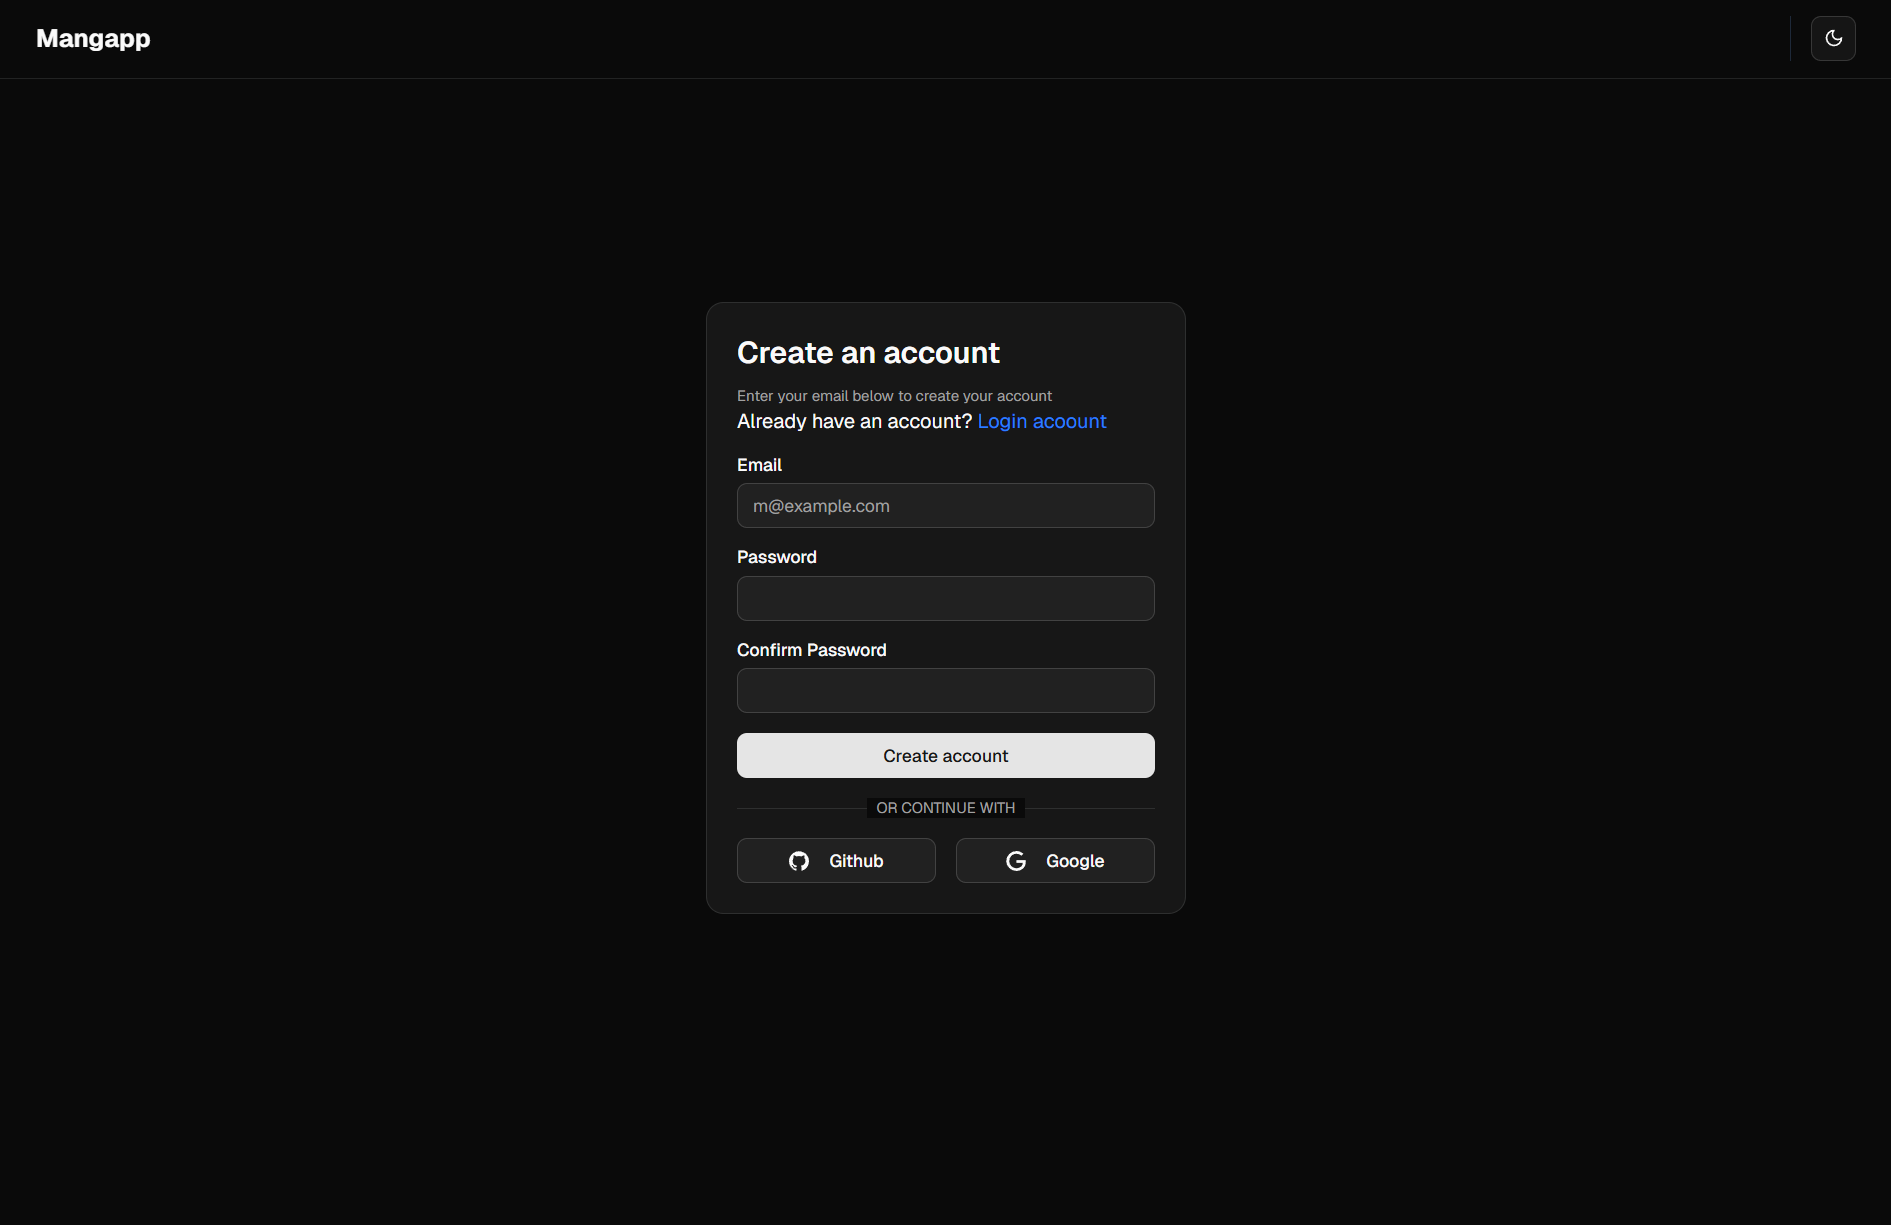 Mangapp
Create an account
Enter your email below to create your account
Already have an account? Login acoount
Email
m@example.com
Password
Confirm Password
Create account
OR CONTINUE WITH
Github
Google